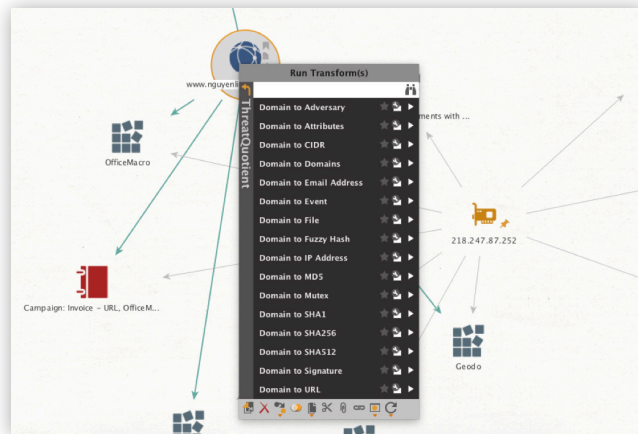 Run Transform(s)
www.nguyenli
ThreatQuotient
Domain to Adversary
ments with ...
Domain to Attributes
Domain to CIDR
Domain to Domains
Domain to Email Address
Domain to Event
Domain to File
Domain to Fuzzy Hash
Domain to IP Address
Domain to MD5
Domain to Mutex
Domain to SHA1
Domain to SHA256
Domain to SHA512
Domain to Signature
Domain to URL
OfficeMacro
218.247.87.252
Campaign: Invoice - URL, OfficeM...
Geodo